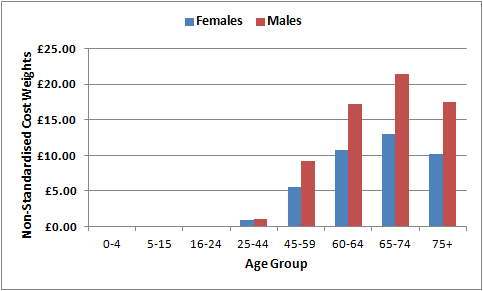 Females Males
Non-Standardised Cost Weights
£25.00
£20.00
£15.00
£10.00
£5.00
£0.00
0-4 5-15 16-24 25-44 45-59 60-64 65-74 75+
Age Group